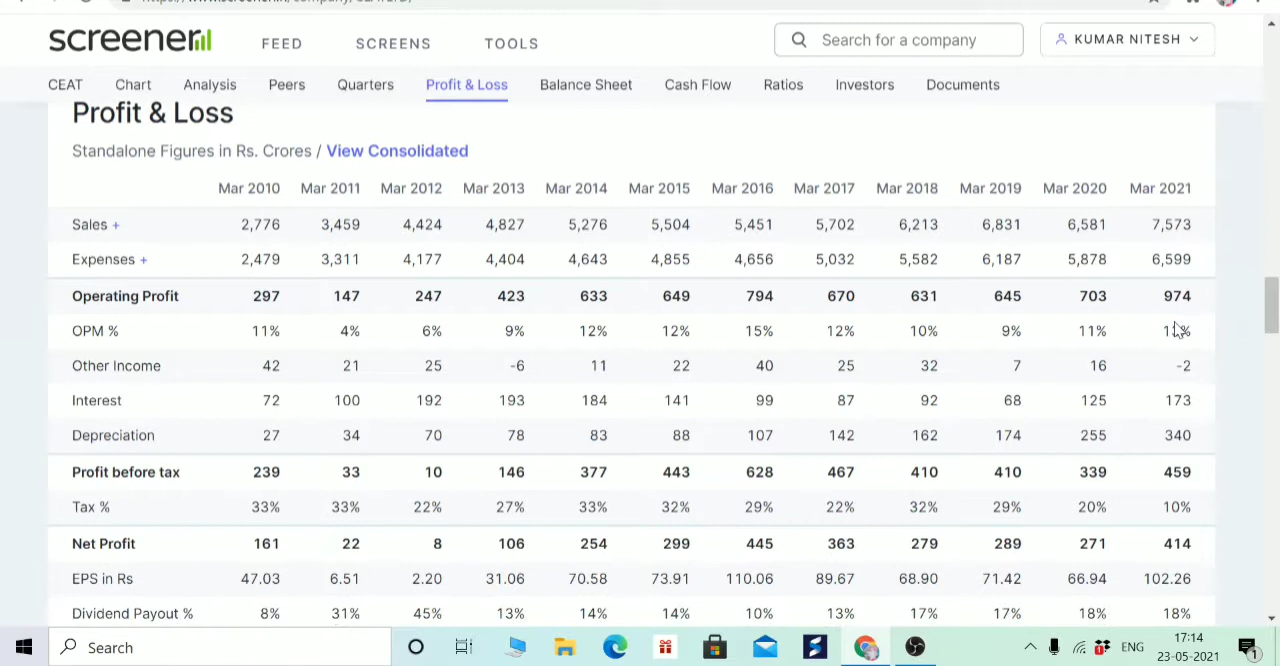 screener
FEED SCREENS TOOLS
Search for a company
KUMAR NITESH
CEAT Chart Analysis Peers Quarters Profit & Loss Balance Sheet Cash Flow Ratios Investors Documents
Profit & Loss
Standalone Figures in Rs. Crores / View Consolidated
Mar 2010 Mar 2011 Mar 2012 Mar 2013 Mar 2014 Mar 2015 Mar 2016 Mar 2017 Mar 2018 Mar 2019 Mar 2020 Mar 2021
Sales + 2,776 3,459 4,424 4,827 5,276 5,504 5,451 5,702 6,213 6,831 6,581 7,573
Expenses + 2,479 3,311 4,177 4,404 4,643 4,855 4,656 5,032 5,582 6,187 5,878 6,599
Operating Profit 297 147 247 423 633 649 794 670 631 645 703 974
OPM % 11% 4% 6% 9% 12% 12% 15% 12% 10% 9% 11%
Other Income 42 21 25 -6 11 22 40 25 32 7 16 -2
Interest 72 100 192 193 184 141 99 87 92 68 125 173
Depreciation 27 34 70 78 83 88 107 142 162 174 255 340
Profit before tax 239 33 10 146 377 443 628 467 410 410 339 459
Tax % 33% 33% 22% 27% 33% 32% 29% 22% 32% 29% 20% 10%
Net Profit 161 22 8 106 254 299 445 363 279 289 271 414
EPS in Rs 47.03 6.51 2.20 31.06 70.58 73.91 110.06 89.67 68.90 71.42 66.94 102.26
Dividend Payout % 8% 31% 45% 13% 14% 14% 10% 13% 17% 17% 18% 18%
Search
ENG
17:14
23-05-2021
1